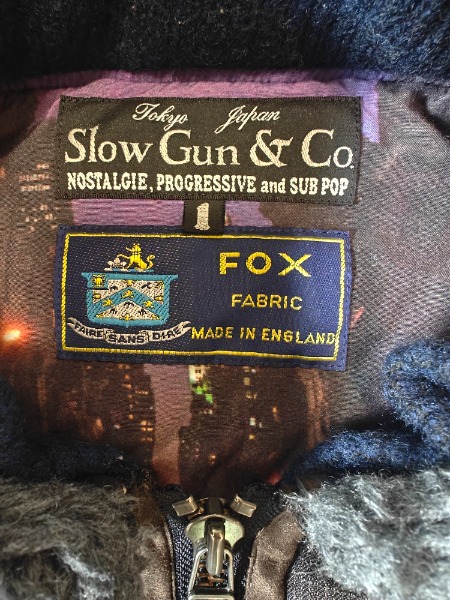 Tokyo Japan
Slow Gun & Co.
NOSTALGIE, PROGRESSIVE and SUB POP
1
FOX
FABRIC
MADE IN ENGLAND
FAIRE SANS DIRE